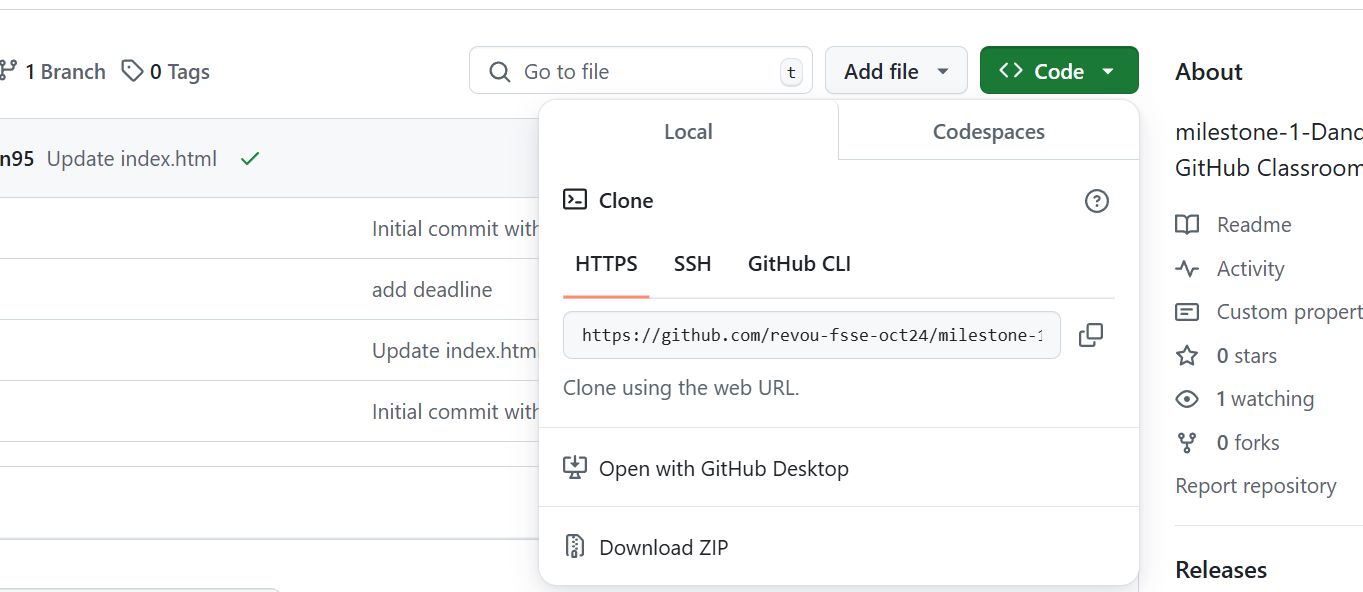 1 Branch 0 Tags
Go to file t
Add file
Code
About
Local Codespaces
milestone-1-Dand
GitHub Classroom
n95 Update index.html
Clone
HTTPS SSH GitHub CLI
https://github.com/revou-fsse-oct24/milestone-1
Clone using the web URL.
Open with GitHub Desktop
Download ZIP
Initial commit with
add deadline
Update index.htm
Initial commit with
Readme
Activity
Custom propert
0 stars
1 watching
0 forks
Report repository
Releases